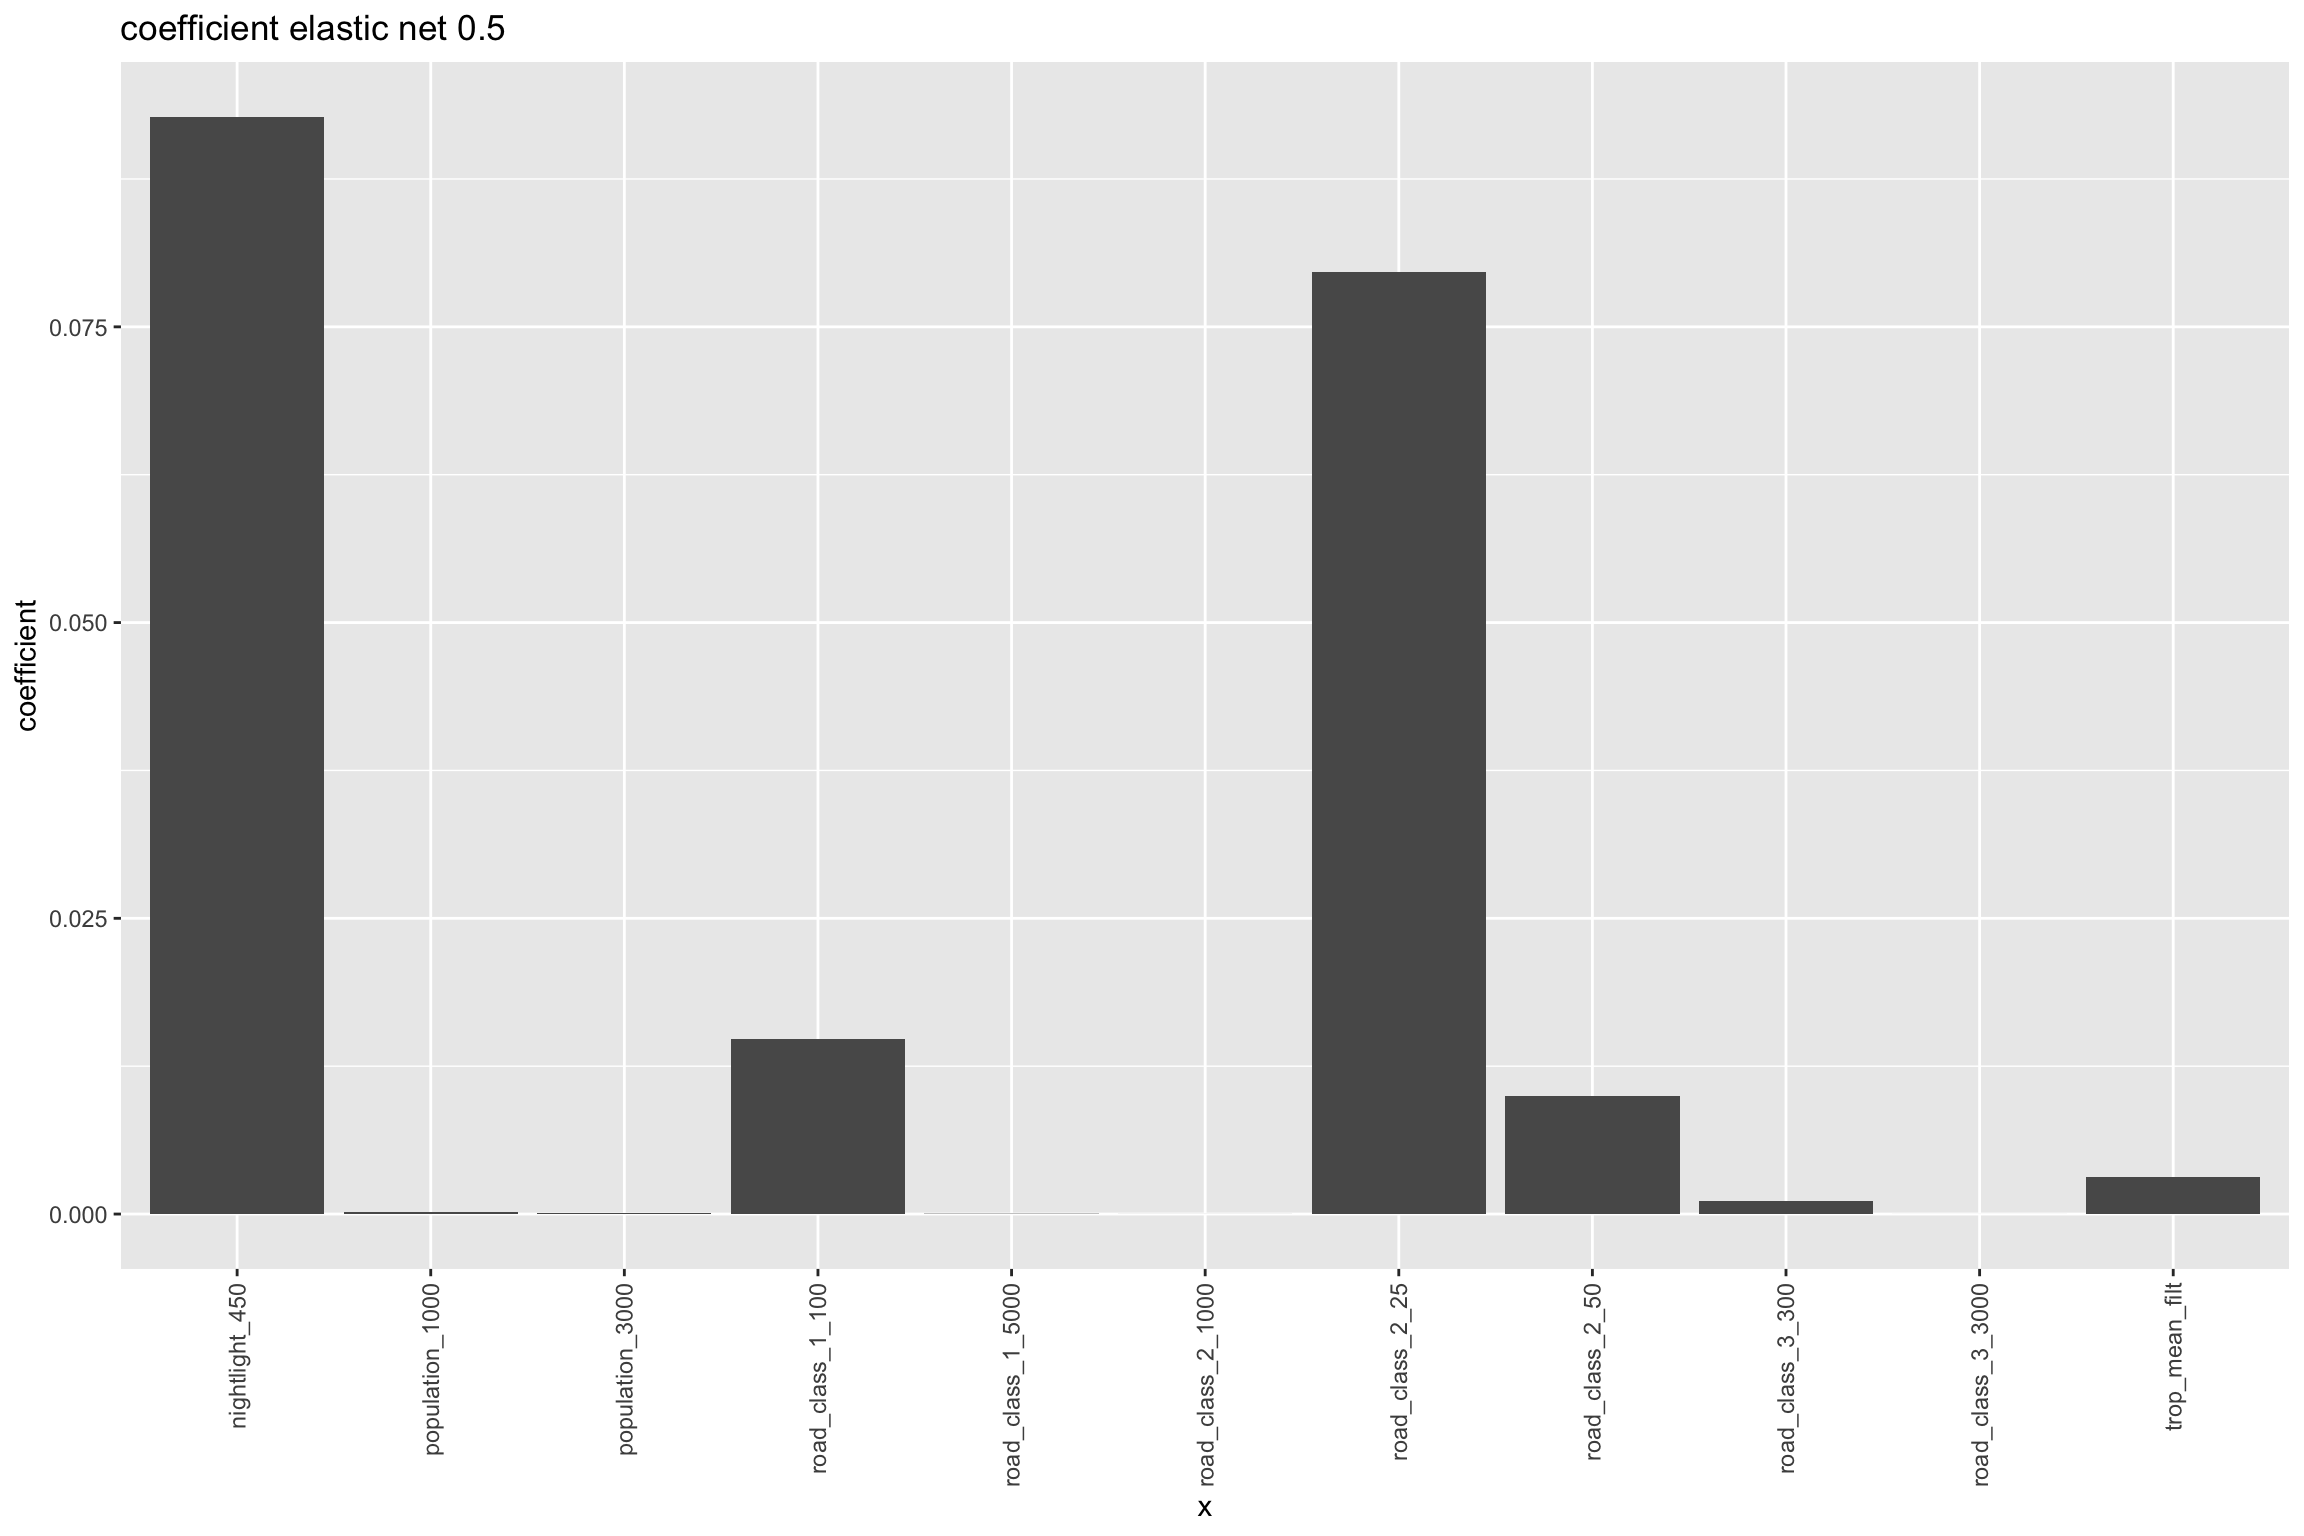 coefficient elastic net 0.5
coefficient
0.075
0.050
0.025
0.000
nightlight_450
population_1000
population_3000
road_class_1_100
road_class_1_5000
road_class_2_1000
road_class_2_25
road_class_2_50
road_class_3_300
road_class_3_3000
trop_mean_filt
x